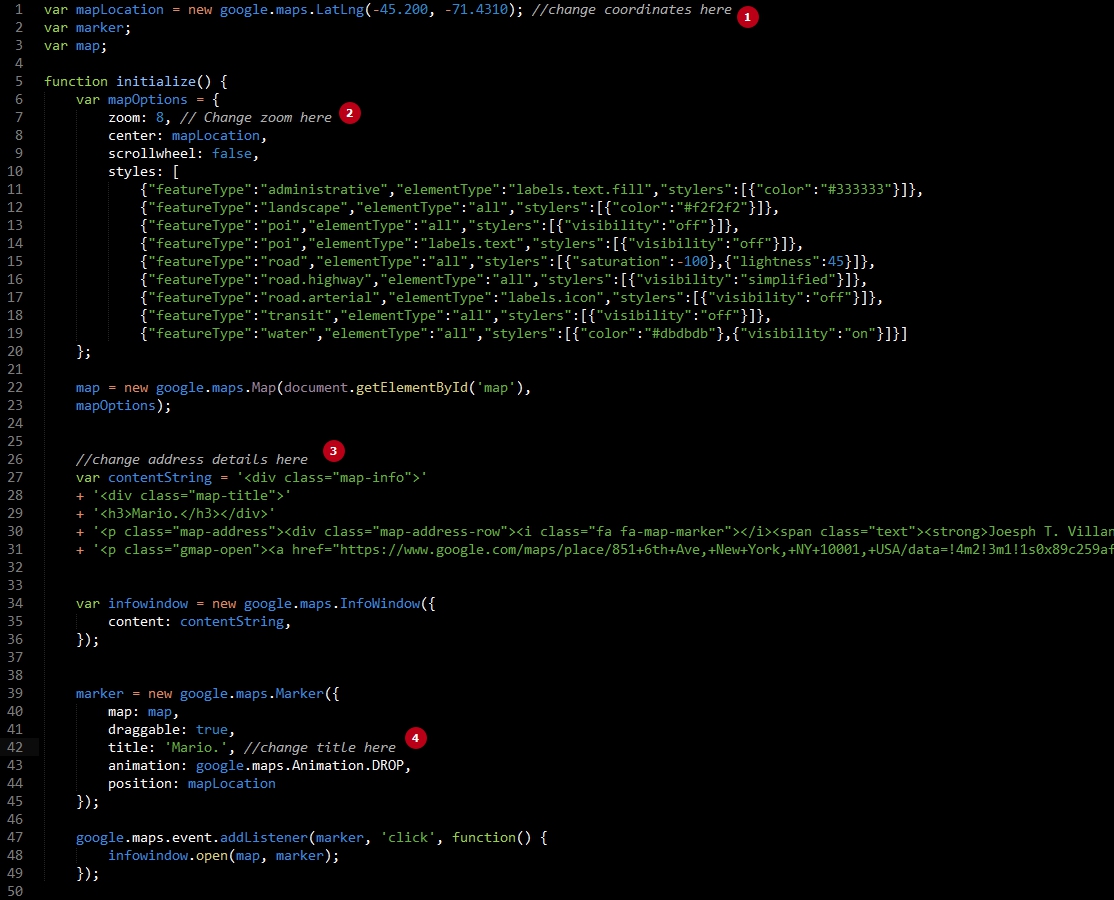 1 var mapLocation = new google.maps.LatLng(-45.200, -71.4310); //change coordinates here 1
2 var marker;
3 var map;
4
5 function initialize() {
6 var mapOptions = {
7 zoom: 8, // Change zoom here 2
8 center: mapLocation,
9 scrollwheel: false,
10 styles: [
11 {"featureType":"administrative","elementType":"labels.text.fill","stylers":[{"color":"#333333"}]},
12 {"featureType":"landscape","elementType":"all","stylers":[{"color":"#f2f2f2"}]},
13 {"featureType":"poi","elementType":"all","stylers":[{"visibility":"off"}]},
14 {"featureType":"poi","elementType":"labels.text","stylers":[{"visibility":"off"}]},
15 {"featureType":"road","elementType":"all","stylers":[{"saturation":-100},{"lightness":45}]},
16 {"featureType":"road.highway","elementType":"all","stylers":[{"visibility":"simplified"}]},
17 {"featureType":"road.arterial","elementType":"labels.icon","stylers":[{"visibility":"off"}]},
18 {"featureType":"transit","elementType":"all","stylers":[{"visibility":"off"}]},
19 {"featureType":"water","elementType":"all","stylers":[{"color":"#dbdbdb"},{"visibility":"on"}]}]
20 };
21
22 map = new google.maps.Map(document.getElementById('map'),
23 mapOptions);
24
25
26 //change address details here 3
27 var contentString = '<div class="map-info">'
28 + '<div class="map-title">'
29 + '<h3>Mario.</h3></div>'
30 + '<p class="map-address"><div class="map-address-row"><i class="fa fa-map-marker"></i><span class="text"><strong>Joesph T. Villan
31 + '<p class="gmap-open"><a href="https://www.google.com/maps/place/851+6th+Ave,+New+York,+NY+10001,+USA/data=!4m2!3m1!1s0x89c259af
32
33
34 var infowindow = new google.maps.InfoWindow({
35 content: contentString,
36 });
37
38
39 marker = new google.maps.Marker({
40 map: map,
41 draggable: true,
42 title: 'Mario.', //change title here 4
43 animation: google.maps.Animation.DROP,
44 position: mapLocation
45 });
46
47 google.maps.event.addListener(marker, 'click', function() {
48 infowindow.open(map, marker);
49 });
50